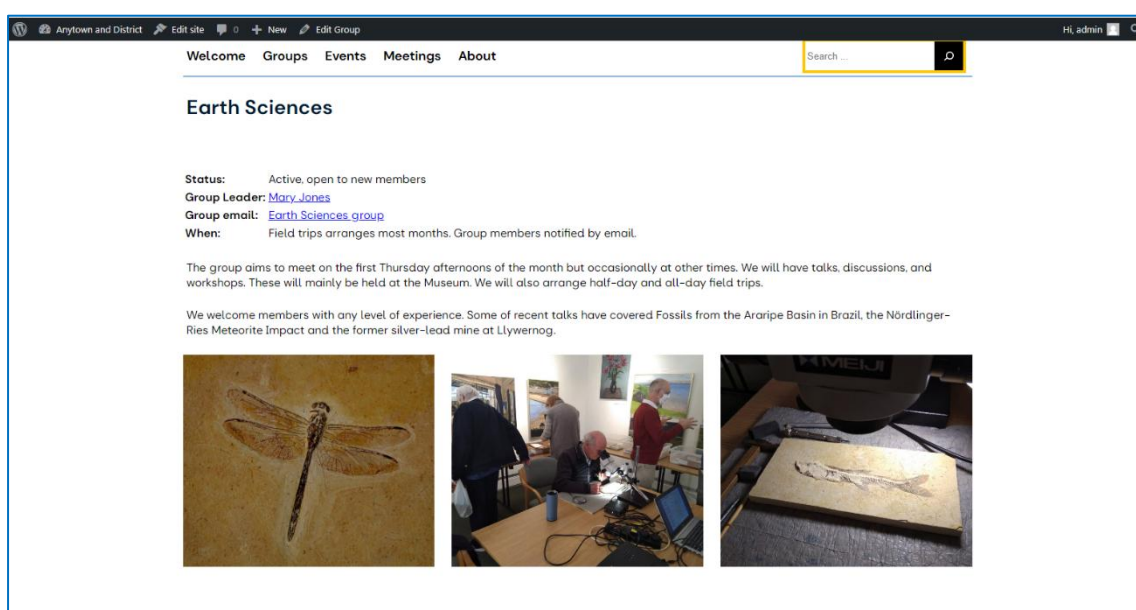 Anytown and District Edit site 0 + New Edit Group Hi, admin
Welcome Groups Events Meetings About Search ...
Earth Sciences
Status: Active, open to new members
Group Leader: Mary Jones
Group email: Earth Sciences group
When: Field trips arranges most months. Group members notified by email.
The group aims to meet on the first Thursday afternoons of the month but occasionally at other times. We will have talks, discussions, and
workshops. These will mainly be held at the Museum. We will also arrange half-day and all-day field trips.
We welcome members with any level of experience. Some of recent talks have covered Fossils from the Araripe Basin in Brazil, the Nördlinger-
Ries Meteorite Impact and the former silver-lead mine at Llywernog.
MEIJI